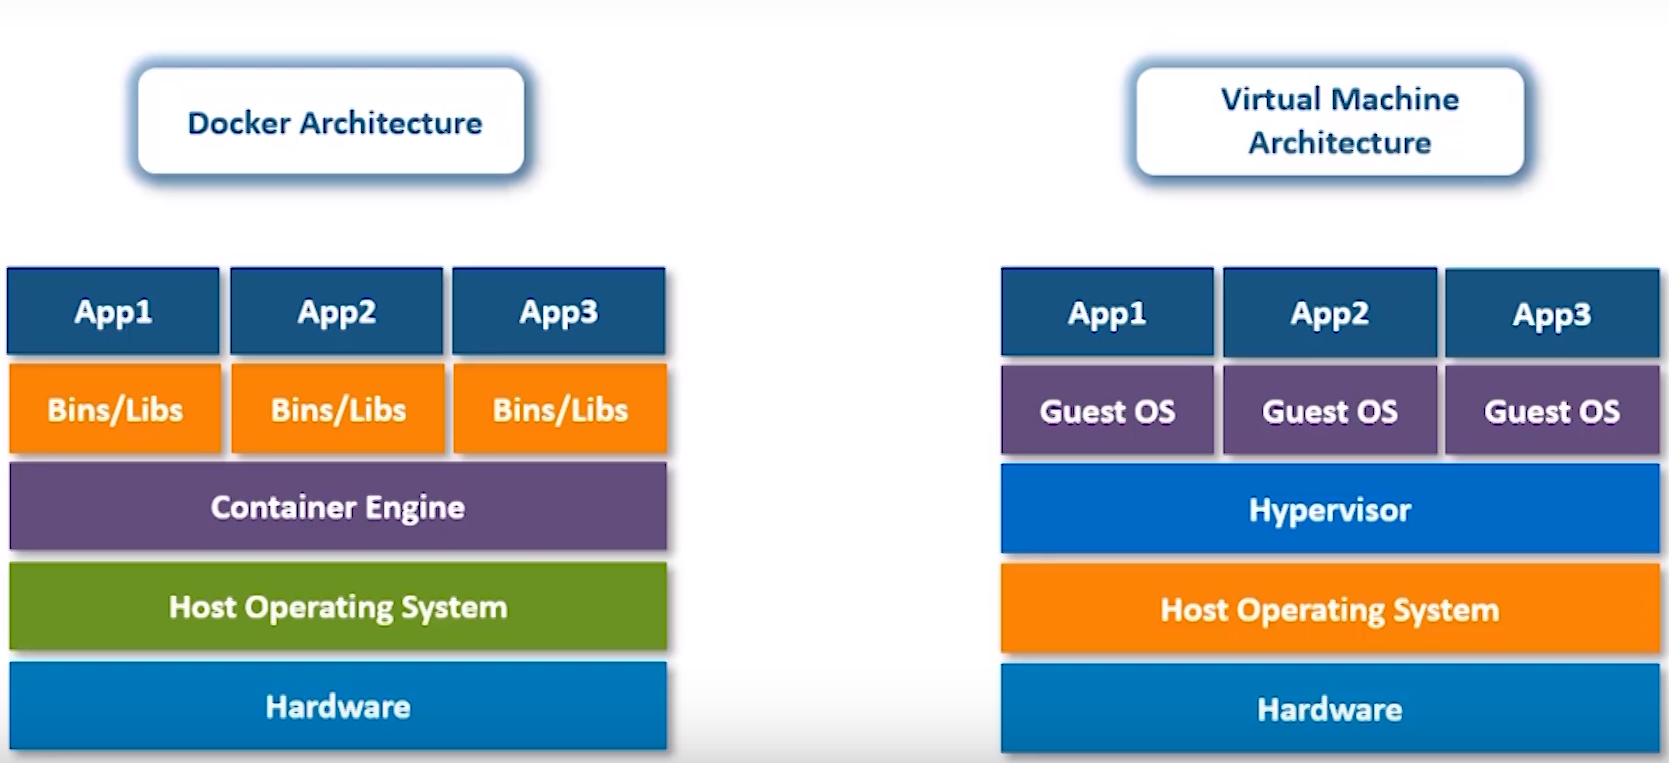 Docker Architecture
Virtual Machine
Architecture
App1 App2 App3
Bins/Libs Bins/Libs Bins/Libs
Container Engine
Host Operating System
Hardware
App1 App2 App3
Guest OS Guest OS Guest OS
Hypervisor
Host Operating System
Hardware